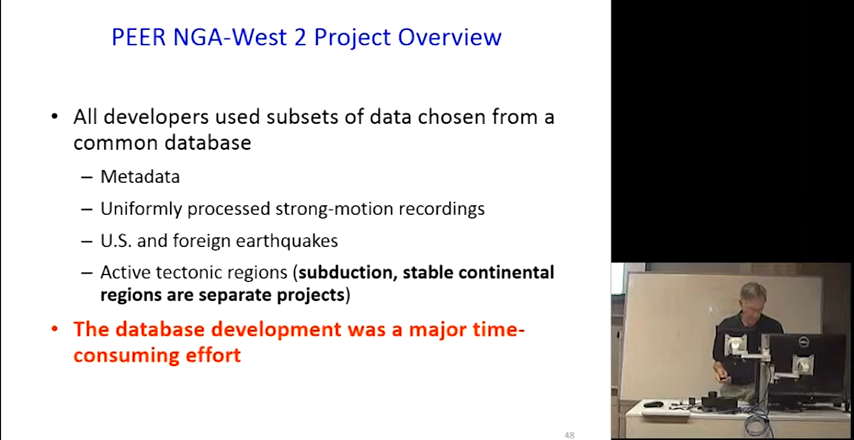 PEER NGA-West 2 Project Overview
• All developers used subsets of data chosen from a
common database
– Metadata
– Uniformly processed strong-motion recordings
– U.S. and foreign earthquakes
– Active tectonic regions (subduction, stable continental
regions are separate projects)
• The database development was a major time-
consuming effort
48
DELL